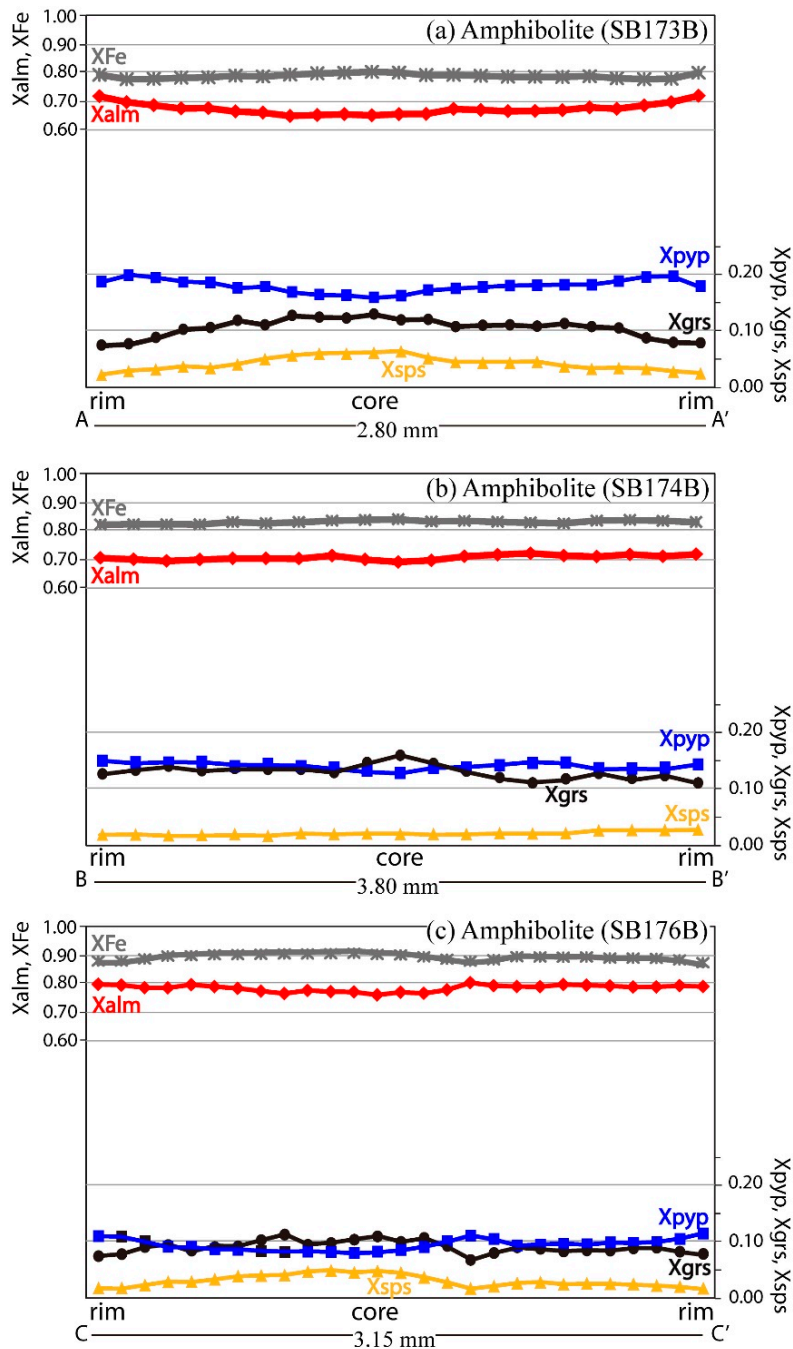 (a) Amphibolite (SB173B)
Xalm, XFe
1.00
0.90
0.80
0.70
0.60
XFe
Xalm
Xpyp
Xgrs
Xsps
0.20
0.10
0.00
Xpyp, Xgrs, Xsps
rim core rim
A 2.80 mm A'
(b) Amphibolite (SB174B)
Xalm, XFe
1.00
0.90
0.80
0.70
0.60
XFe
Xalm
Xpyp
Xgrs
Xsps
0.20
0.10
0.00
Xpyp, Xgrs, Xsps
rim core rim
B 3.80 mm B'
(c) Amphibolite (SB176B)
Xalm, XFe
1.00
0.90
0.80
0.70
0.60
XFe
Xalm
Xpyp
Xgrs
Xsps
0.20
0.10
0.00
Xpyp, Xgrs, Xsps
rim core rim
C 3.15 mm C'